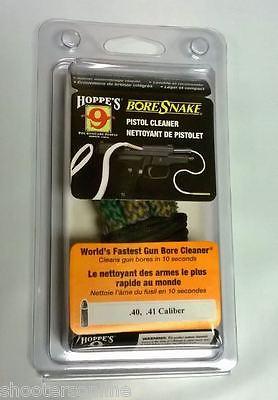 HOPPE'S
9
BORESNAKE
PISTOL CLEANER
NETTOYANT DE PISTOLET
World's Fastest Gun Bore Cleaner
Cleans gun bores in 10 seconds
Le nettoyant des armes le plus
rapide au monde
Nettoie l'âme du fusil en 10 secondes
.40, .41 Caliber
HOPPE'S
WARNING
shootersonline